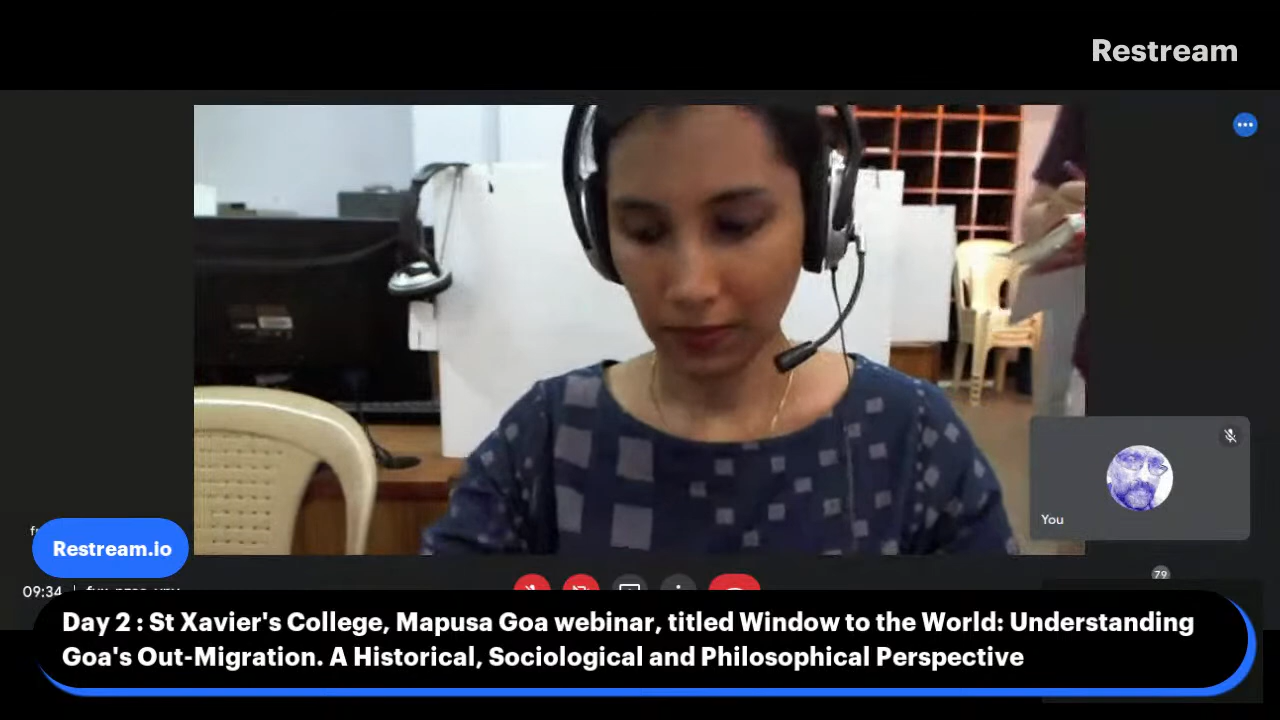 Restream
You
Restream.io
79
09:34
Day 2 : St Xavier's College, Mapusa Goa webinar, titled Window to the World: Understanding
Goa's Out-Migration. A Historical, Sociological and Philosophical Perspective